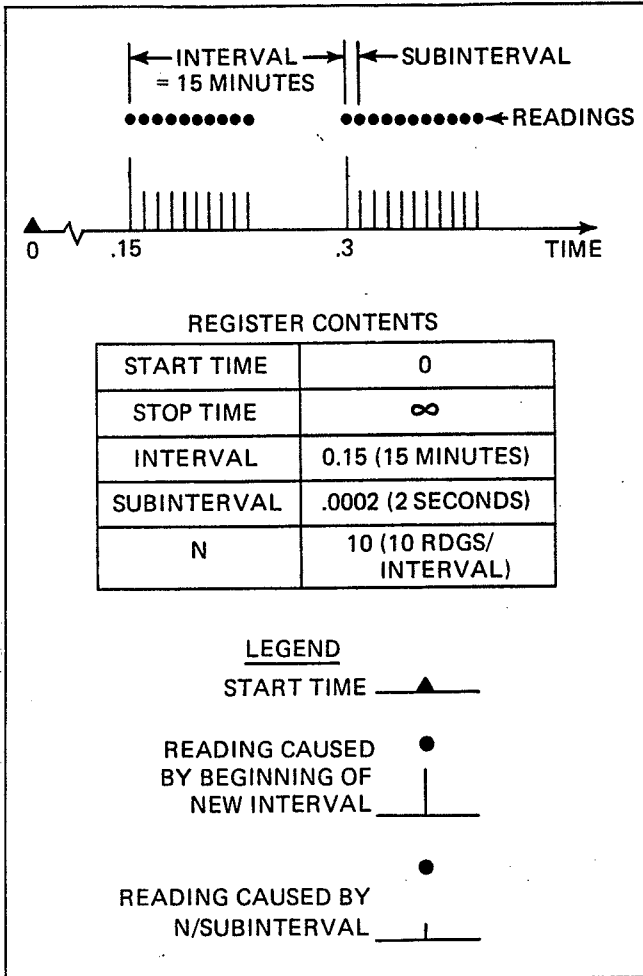 INTERVAL
= 15 MINUTES
SUBINTERVAL
READINGS
0
.15
.3
TIME
REGISTER CONTENTS
START TIME 0
STOP TIME ∞
INTERVAL 0.15 (15 MINUTES)
SUBINTERVAL .0002 (2 SECONDS)
N 10 (10 RDGS/
INTERVAL)
LEGEND
START TIME
READING CAUSED
BY BEGINNING OF
NEW INTERVAL
READING CAUSED BY
N/SUBINTERVAL